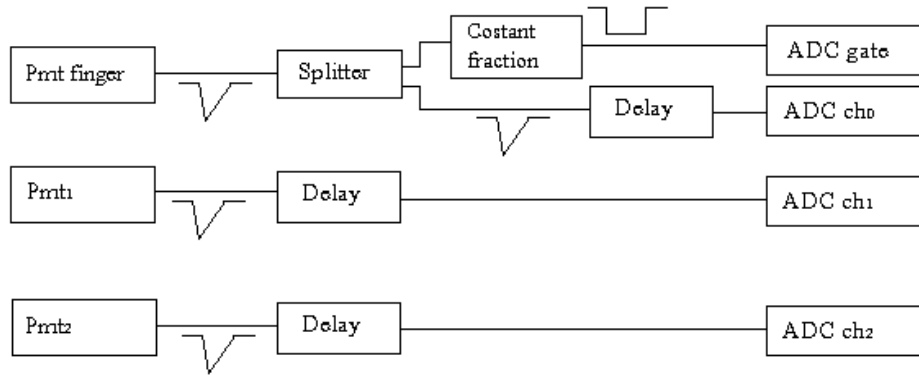 Costant
fraction
ADC gate
Pmt finger
Splitter
Delay
ADC ch0
Pmt1
Delay
ADC ch1
Pmt2
Delay
ADC ch2